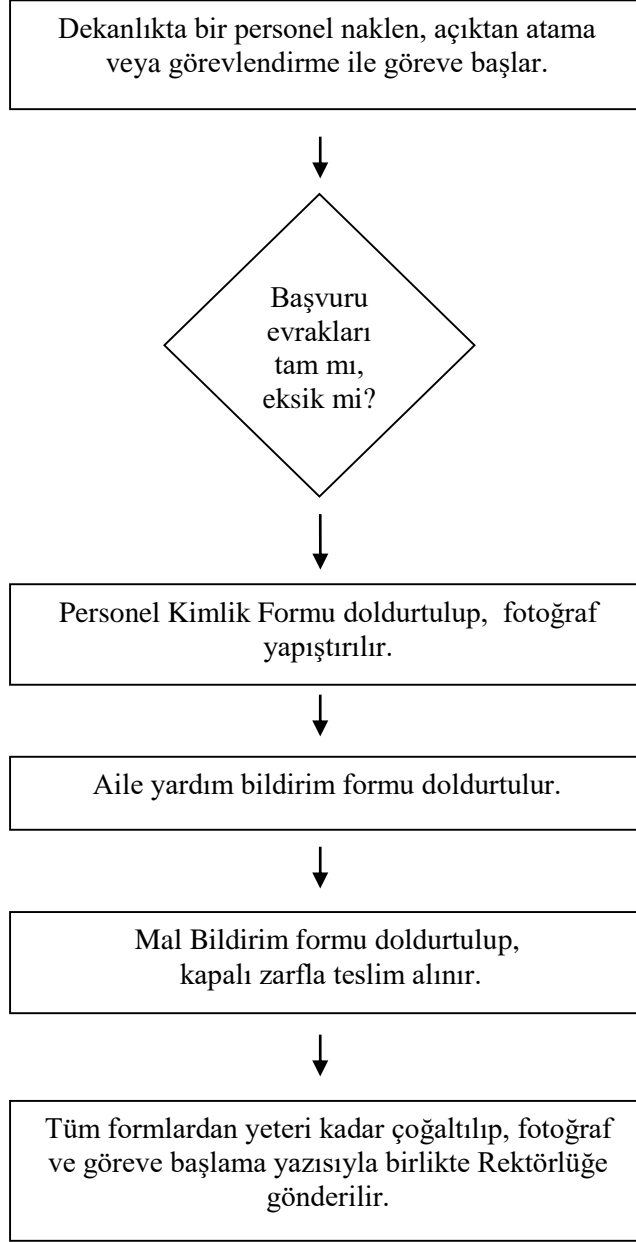 Dekanlıkta bir personel naklen, açıktan atama
veya görevlendirme ile göreve başlar.
Başvuru
evrakları
tam mı,
eksik mi?
Personel Kimlik Formu doldurtulup, fotoğraf
yapıştırılır.
Aile yardım bildirim formu doldurtulur.
Mal Bildirim formu doldurtulup,
kapalı zarfla teslim alınır.
Tüm formlardan yeteri kadar çoğaltılıp, fotoğraf
ve göreve başlama yazısıyla birlikte Rektörlüğe
gönderilir.